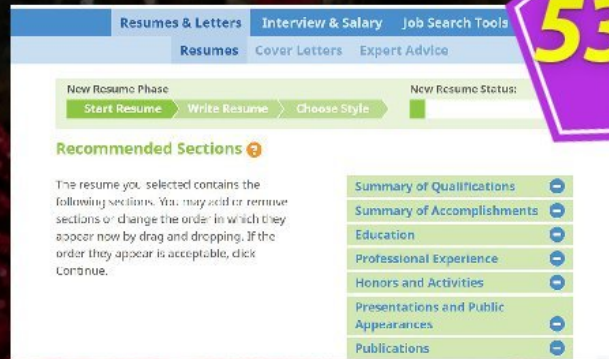 Resumes & Letters Interview & Salary Job Search Tools
53
Resumes Cover Letters Expert Advice
New Resume Phase New Resume Status:
Start Resume Write Resume Choose Style
Recommended Sections ?
The resume you selected contains the
following sections. You may add or remove
sections or change the order in which they
appear now by drag and dropping. If the
order they appear is acceptable, click
Continue.
Summary of Qualifications
Summary of Accomplishments
Education
Professional Experience
Honors and Activities
Presentations and Public
Appearances
Publications